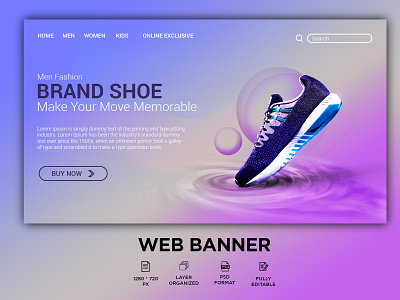 HOME MEN WOMEN KIDS ONLINE EXCLUSIVE Search
Men Fashion
BRAND SHOE
Make Your Move Memorable
Lorem Ipsum is simply dummy text of the printing and typesetting
industry. Lorem Ipsum has been the industry's standard dummy
text ever since the 1500s, when an unknown printer took a galley
of type and scrambled it to make a type specimen book.
BUY NOW
WEB BANNER
1280 * 720
PX
LAYER
ORGANIZED
PSD
FORMAT
FULLY
EDITABLE